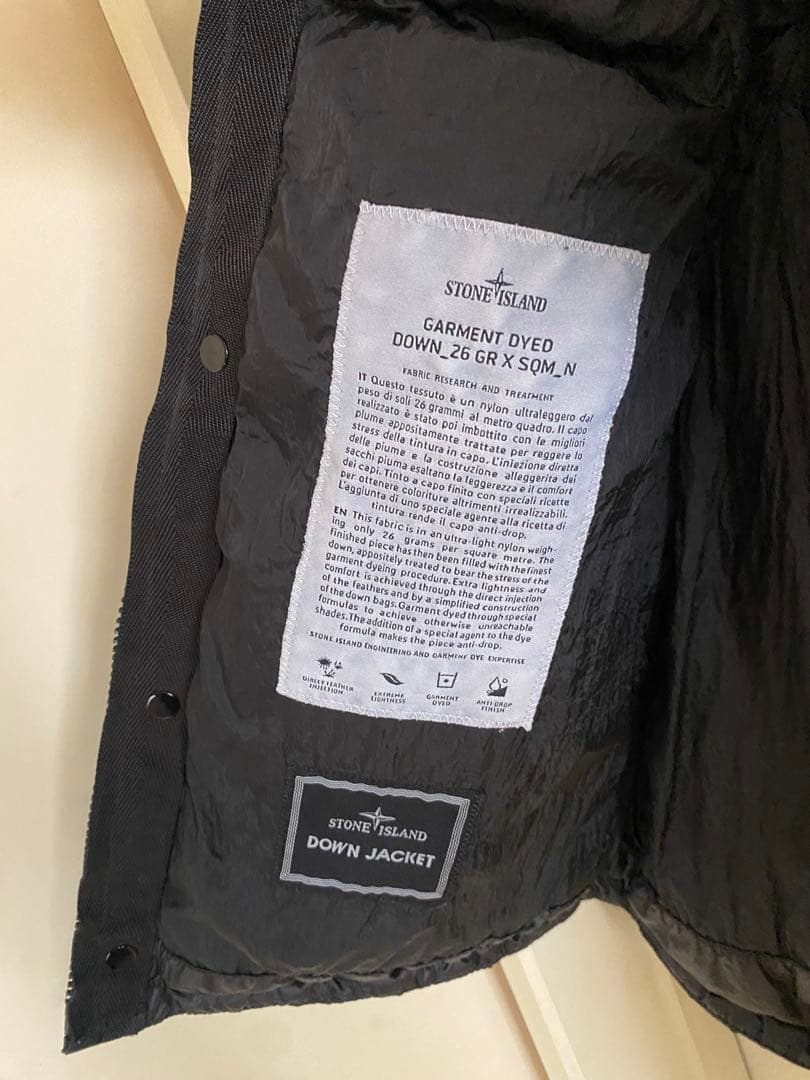 STONE ISLAND
GARMENT DYED
DOWN_26 GR X SQM_N
FABRIC RESEARCH AND TREATMENT
IT Questo tessuto è un nylon ultraleggero dal
peso di soli 26 grammi al metro quadro. Il capo
realizzato è stato poi imbottito con le migliori
plume appositamente trattate per reggere lo
stress della tintura in capo. L'iniezione diretta
delle piume e la costruzione alleggerita dei
sacchi piuma esaltano la leggerezza e il comfort
dei capi. Tinto a capo finito con speciali ricette
per ottenere coloriture altrimenti irrealizzabili.
L'aggiunta di uno speciale agente alla ricetta di
tintura rende il capo anti-drop.
EN This fabric is in an ultra-light nylon weigh-
ing only 26 grams per square metre. The
finished piece has then been filled with the finest
down, appositely treated to bear the stress of the
garment dyeing procedure. Extra lightness and
comfort is achieved through the direct injection
of the feathers and by a simplified construction
of the down bags. Garment dyed through special
formulas to achieve otherwise unreachable
shades. The addition of a special agent to the dye
formula makes the piece anti-drop.
STONE ISLAND ENGINEERING AND GARMENT DYE EXPERTISE
DIRECT FEATHER
INJECTION
EXTREME
LIGHTNESS
GARMENT
DYED
ANTI-DROP
FINISH
STONE ISLAND
DOWN JACKET